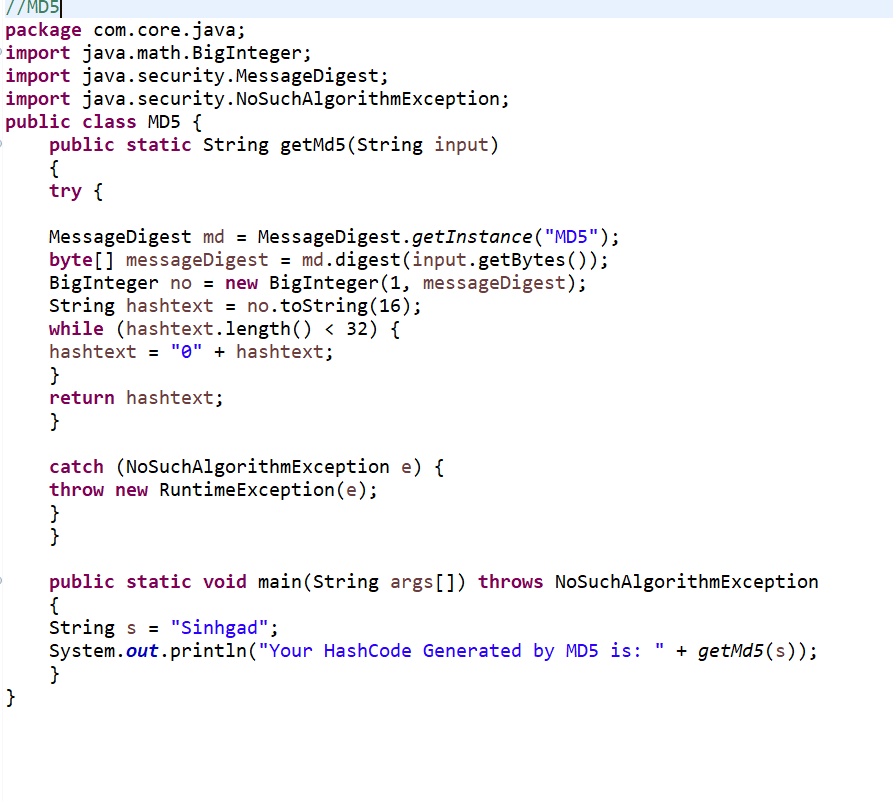 //MD5
package com.core.java;
import java.math.BigInteger;
import java.security.MessageDigest;
import java.security.NoSuchAlgorithmException;
public class MD5 {
    public static String getMd5(String input)
    {
    try {

    MessageDigest md = MessageDigest.getInstance("MD5");
    byte[] messageDigest = md.digest(input.getBytes());
    BigInteger no = new BigInteger(1, messageDigest);
    String hashtext = no.toString(16);
    while (hashtext.length() < 32) {
    hashtext = "0" + hashtext;
    }
    return hashtext;
    }

    catch (NoSuchAlgorithmException e) {
    throw new RuntimeException(e);
    }
    }

    public static void main(String args[]) throws NoSuchAlgorithmException
    {
    String s = "Sinhgad";
    System.out.println("Your HashCode Generated by MD5 is: " + getMd5(s));
    }
}